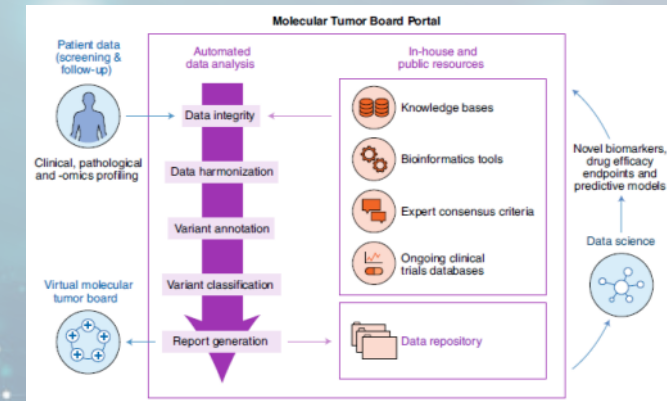 Molecular Tumor Board Portal
Patient data
(screening &
follow-up)
Clinical, pathological
and -omics profiling
Virtual molecular
tumor board
Automated
data analysis
Data integrity
Data harmonization
Variant annotation
Variant classification
Report generation
In-house and
public resources
Knowledge bases
Bioinformatics tools
Expert consensus criteria
Ongoing clinical
trials databases
Data repository
Novel biomarkers,
drug efficacy
endpoints and
predictive models
Data science